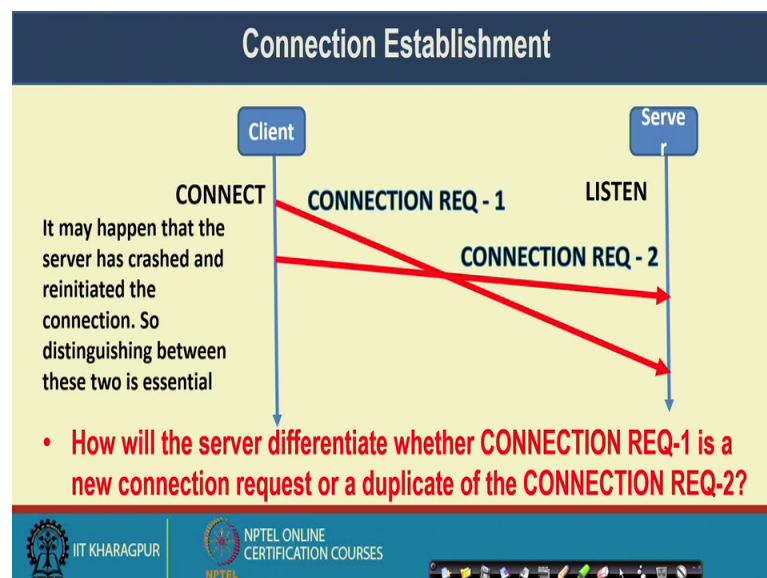 Connection Establishment
Client
Serve
r
CONNECT
CONNECTION REQ - 1
LISTEN
It may happen that the
server has crashed and
reinitiated the
connection. So
distinguishing between
these two is essential
CONNECTION REQ - 2
• How will the server differentiate whether CONNECTION REQ-1 is a
new connection request or a duplicate of the CONNECTION REQ-2?
IIT KHARAGPUR
NPTEL ONLINE
CERTIFICATION COURSES
NPTEL